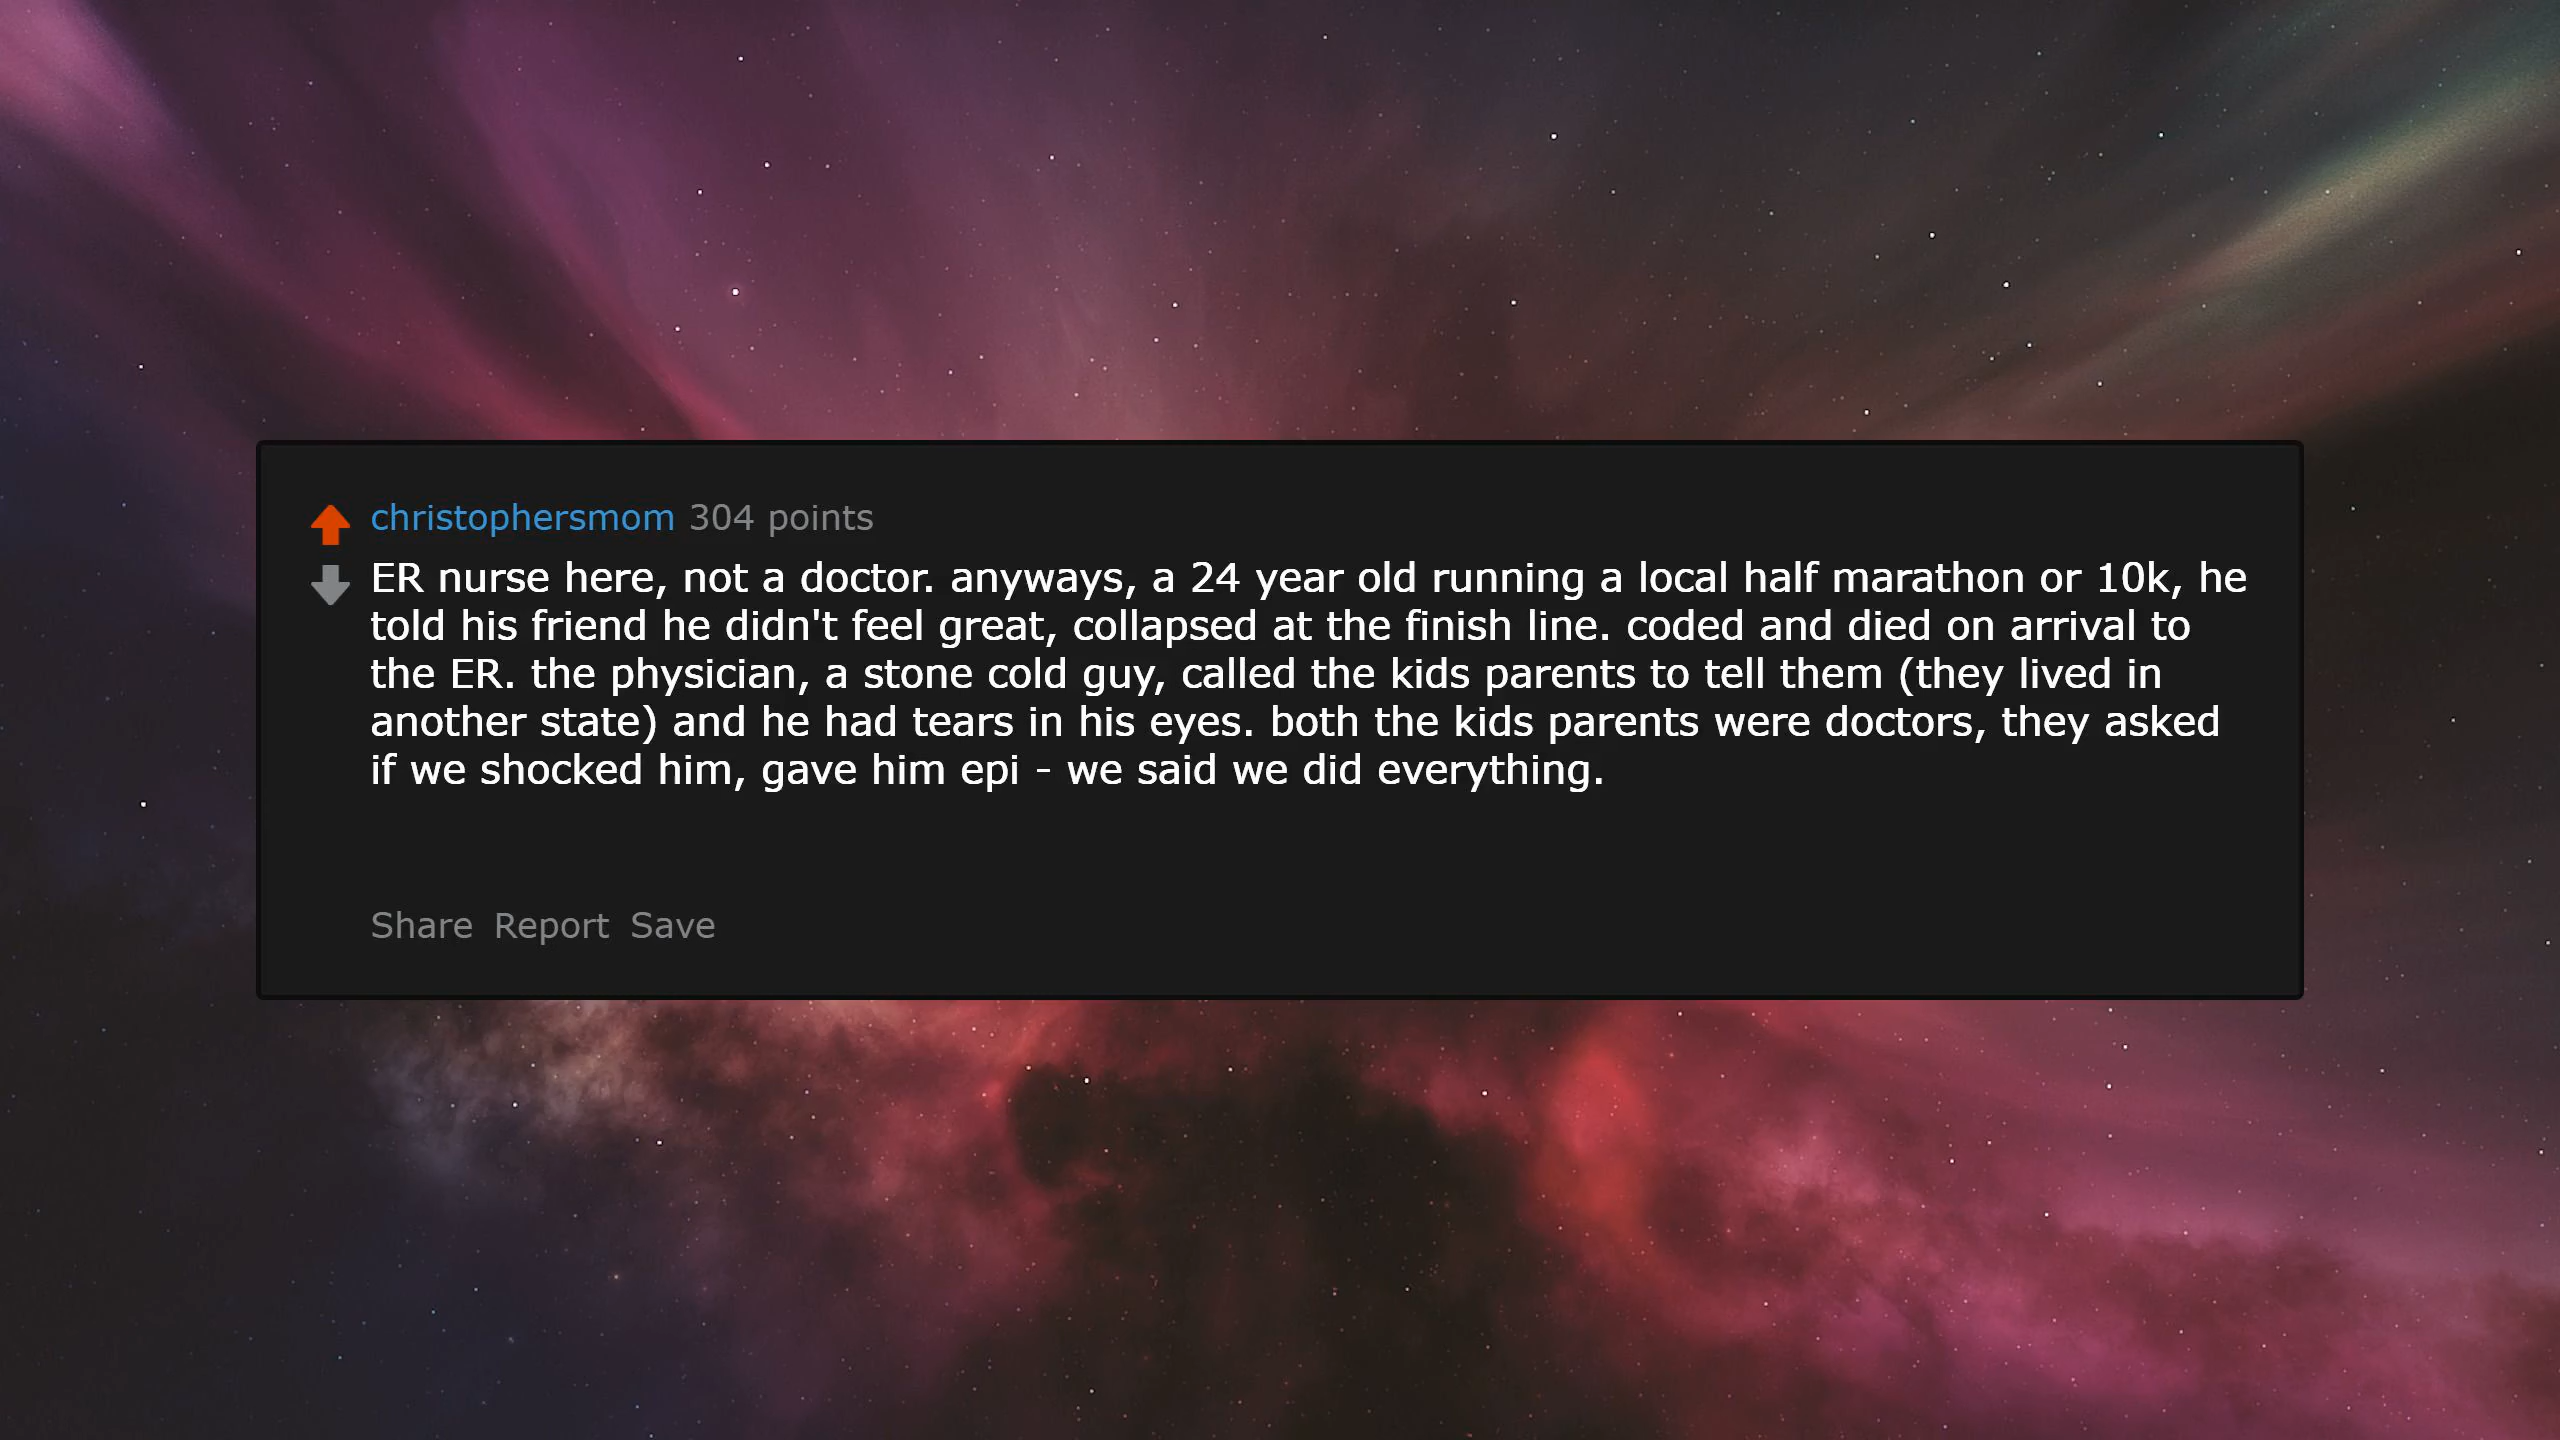 christophersmom 304 points
ER nurse here, not a doctor. anyways, a 24 year old running a local half marathon or 10k, he
told his friend he didn't feel great, collapsed at the finish line. coded and died on arrival to
the ER. the physician, a stone cold guy, called the kids parents to tell them (they lived in
another state) and he had tears in his eyes. both the kids parents were doctors, they asked
if we shocked him, gave him epi - we said we did everything.
Share Report Save